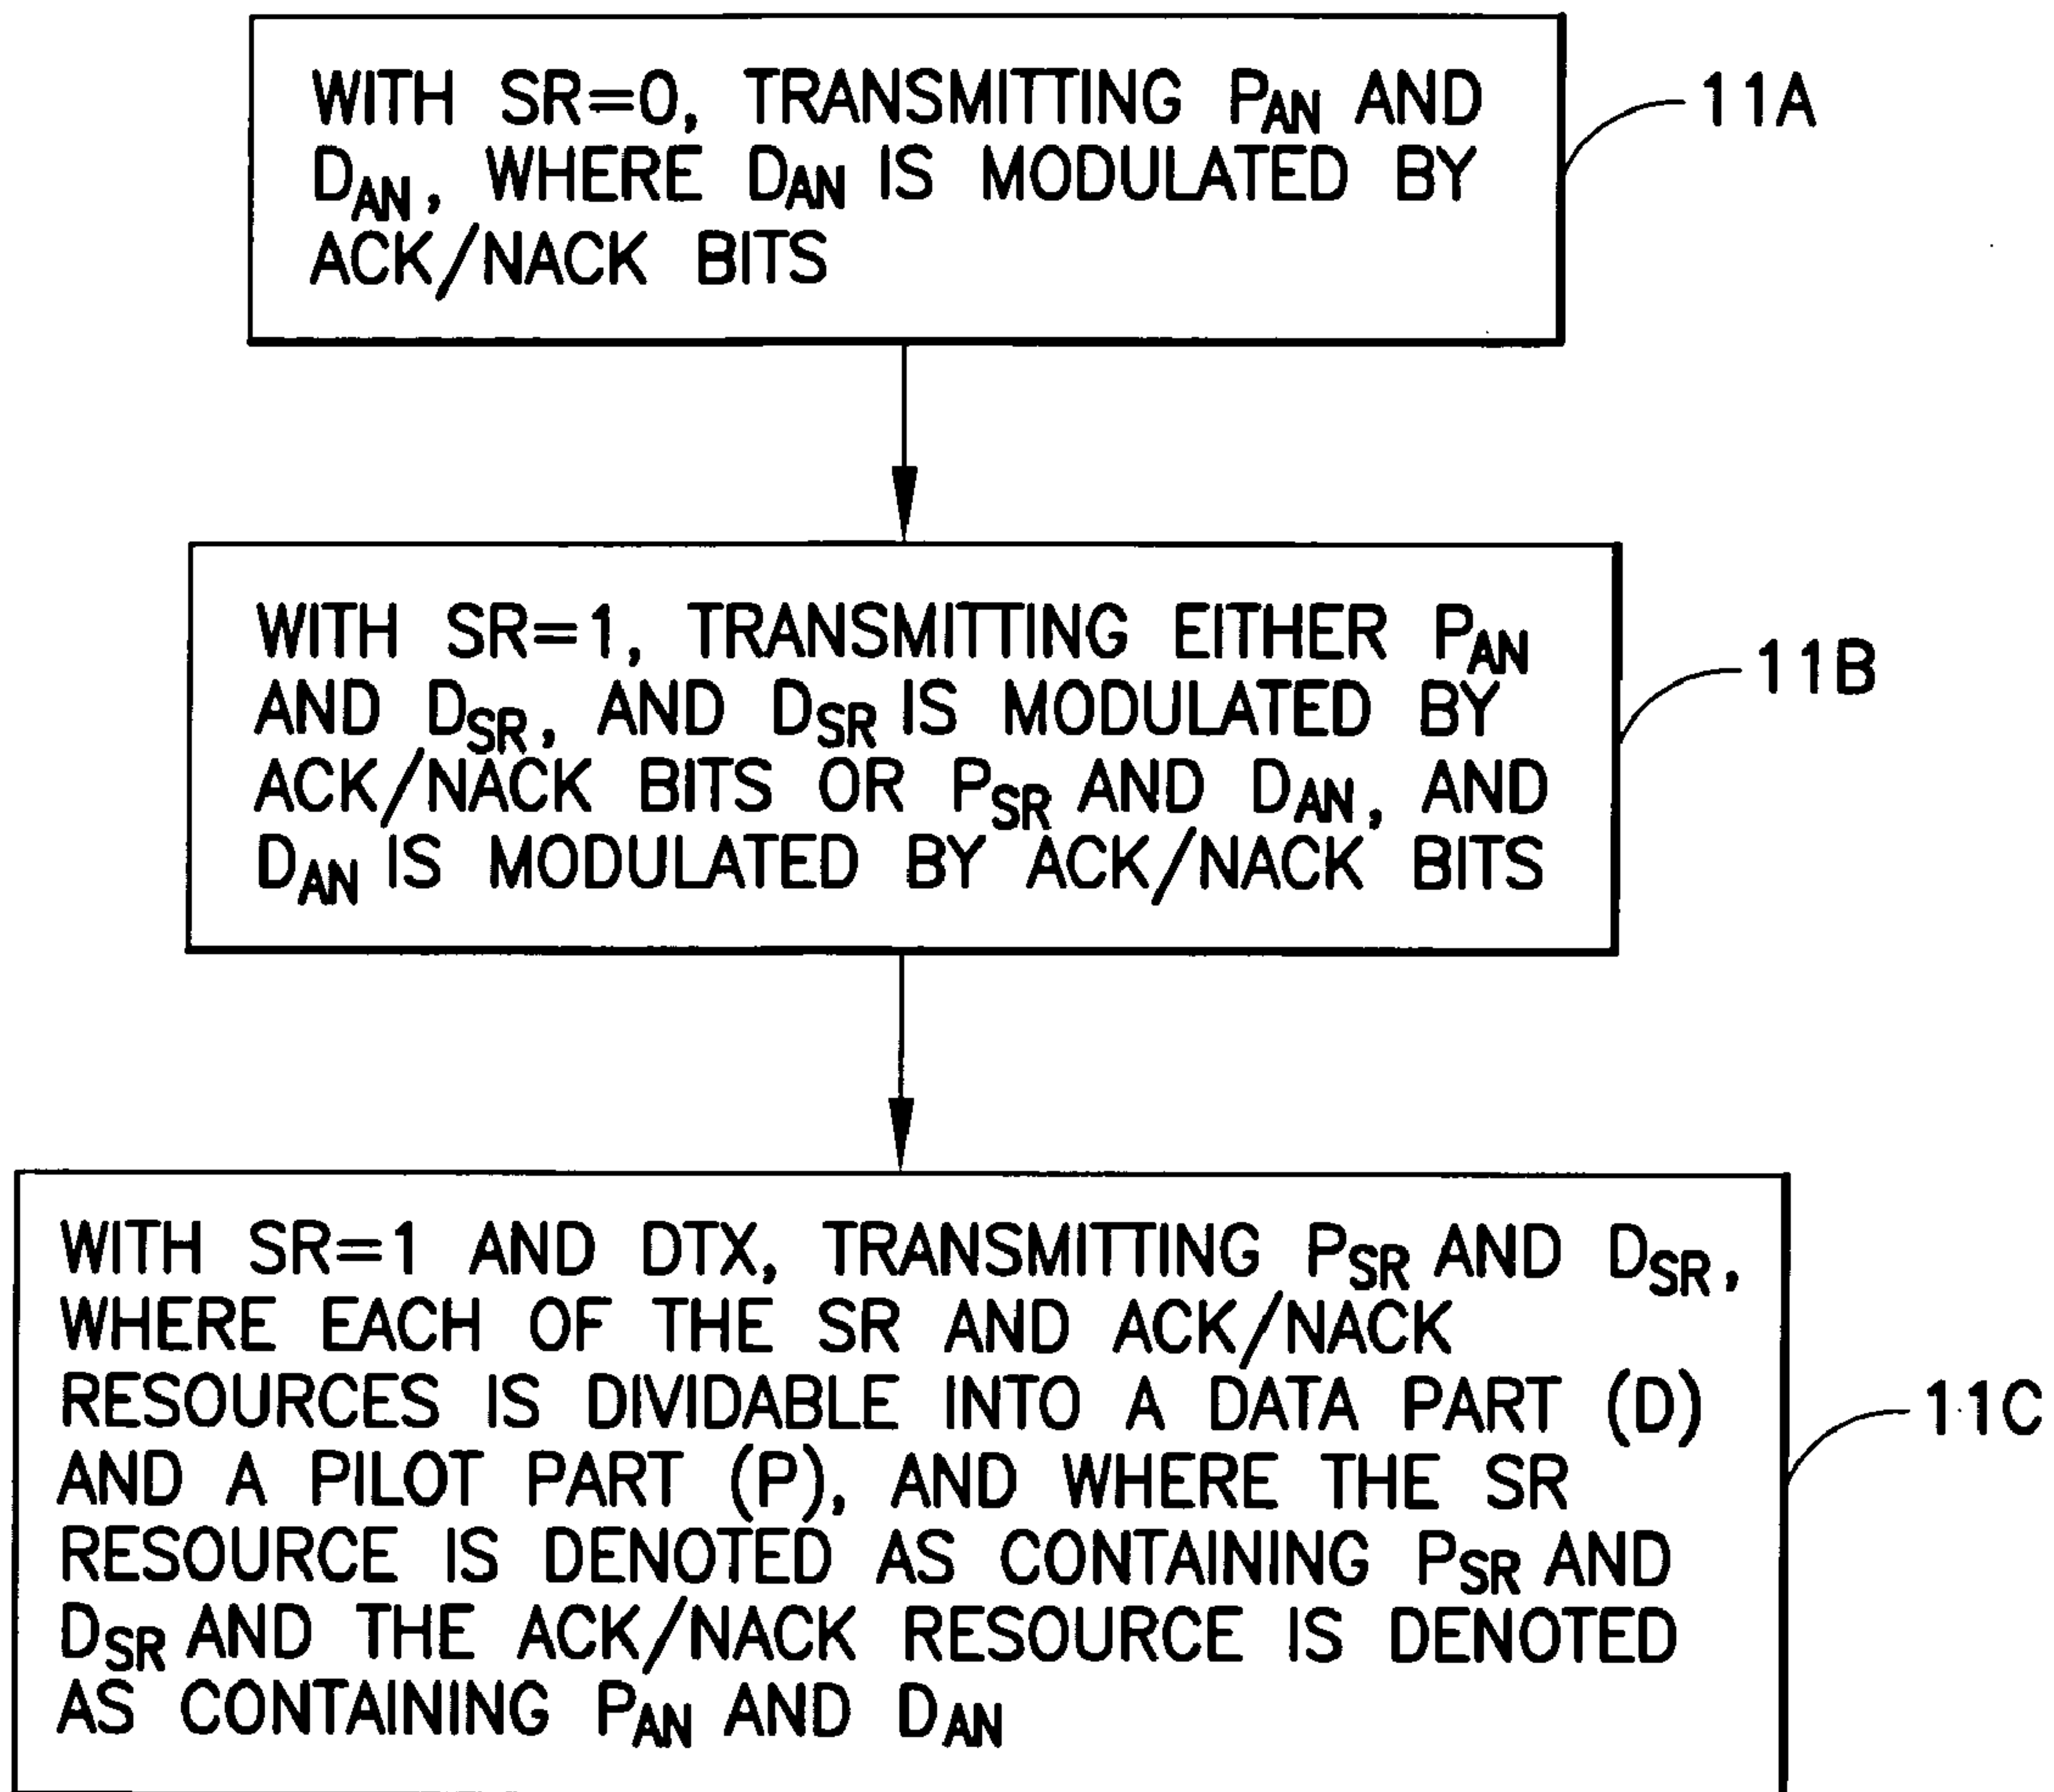 WITH SR=0, TRANSMITTING PAN AND
DAN, WHERE DAN IS MODULATED BY
ACK/NACK BITS
11A
WITH SR=1, TRANSMITTING EITHER PAN
AND DSR, AND DSR IS MODULATED BY
ACK/NACK BITS OR PSR AND DAN, AND
DAN IS MODULATED BY ACK/NACK BITS
11B
WITH SR=1 AND DTX, TRANSMITTING PSR AND DSR,
WHERE EACH OF THE SR AND ACK/NACK
RESOURCES IS DIVIDABLE INTO A DATA PART (D)
AND A PILOT PART (P), AND WHERE THE SR
RESOURCE IS DENOTED AS CONTAINING PSR AND
DSR AND THE ACK/NACK RESOURCE IS DENOTED
AS CONTAINING PAN AND DAN
11C